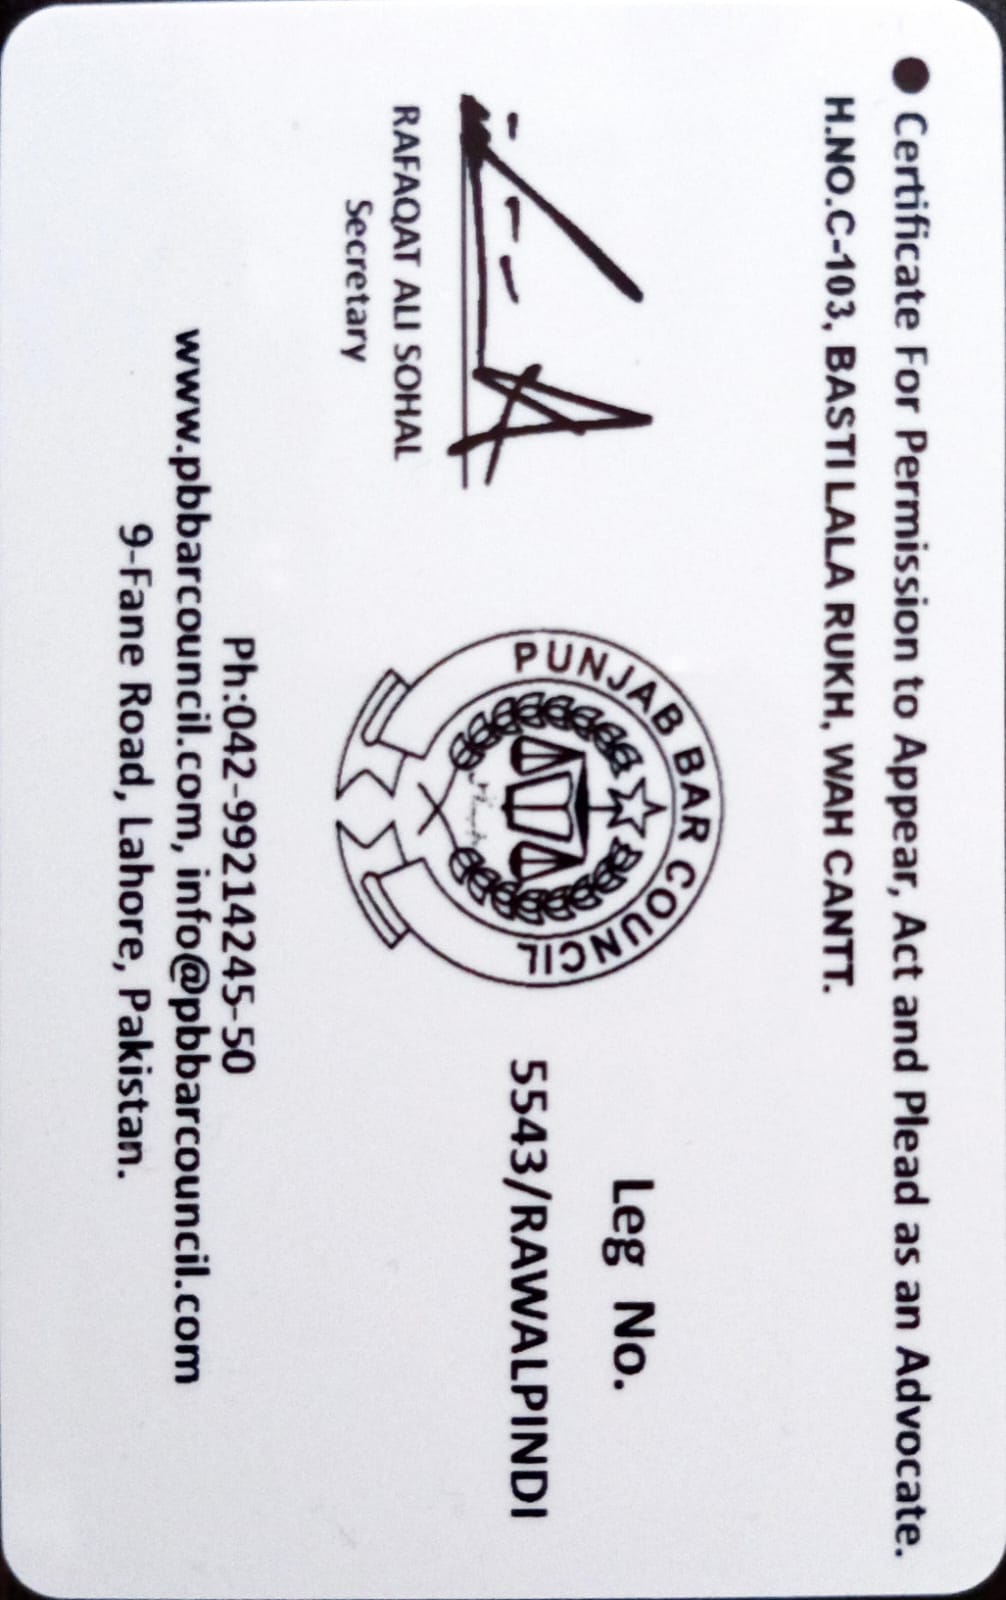 ● Certificate For Permission to Appear, Act and Plead as an Advocate.
H.NO.C-103, BASTI LALA RUKH, WAH CANTT.
Leg No.
5543/RAWALPINDI
PUNJAB BAR COUNCIL
RAFAQAT ALI SOHAL
Secretary
Ph:042-99214245-50
www.pbbarcouncil.com, info@pbbarcouncil.com
9-Fane Road, Lahore, Pakistan.